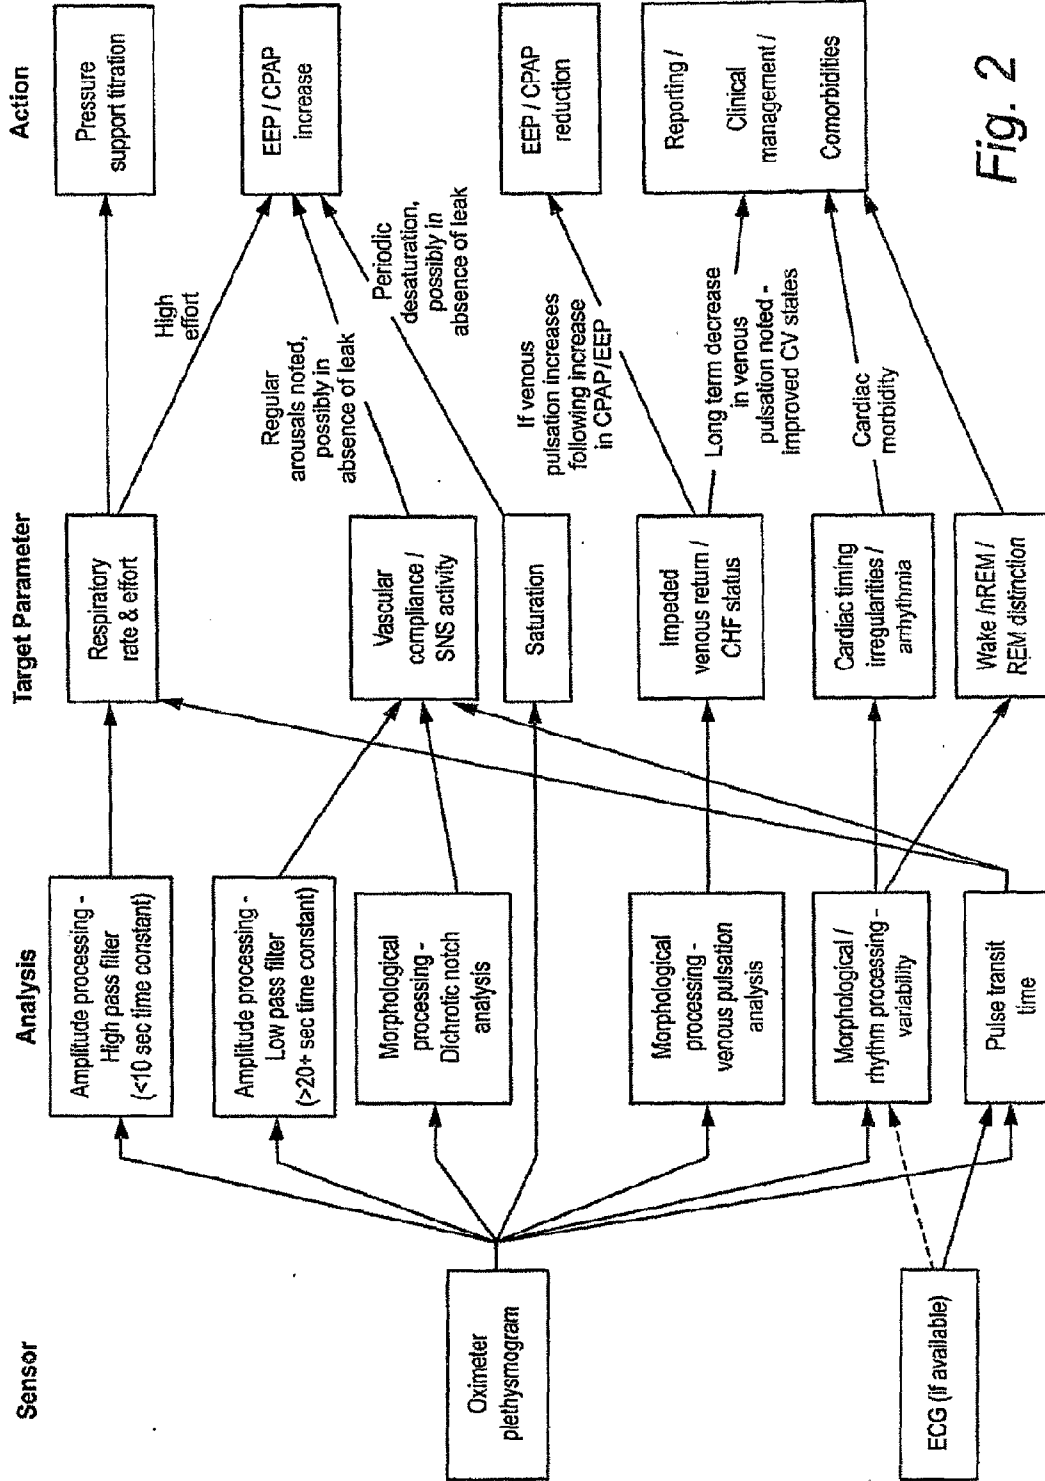 Sensor
Analysis
Target Parameter
Action
Oximeter
plethysmogram
ECG (if available)
Amplitude processing -
High pass filter
(<10 sec time constant)
Amplitude processing -
Low pass filter
(>20+ sec time constant)
Morphological
processing -
Dichrotic notch
analysis
Morphological
processing -
venous pulsation
analysis
Morphological /
rhythm processing -
variability
Pulse transit
time
Respiratory
rate & effort
Vascular
compliance /
SNS activity
Saturation
Impeded
venous return /
CHF status
Cardiac timing
irregularities /
arrhythmia
Wake /nREM /
REM distinction
High
effort
Regular
arousals noted,
possibly in
absence of leak
Periodic
desaturation,
possibly in
absence of leak
If venous
pulsation increases
following increase
in CPAP/EEP
Long term decrease
in venous
pulsation noted -
improved CV states
Cardiac
morbidity
Pressure
support titration
EEP / CPAP
increase
EEP / CPAP
reduction
Reporting /
Clinical
management /
Comorbidities
Fig. 2